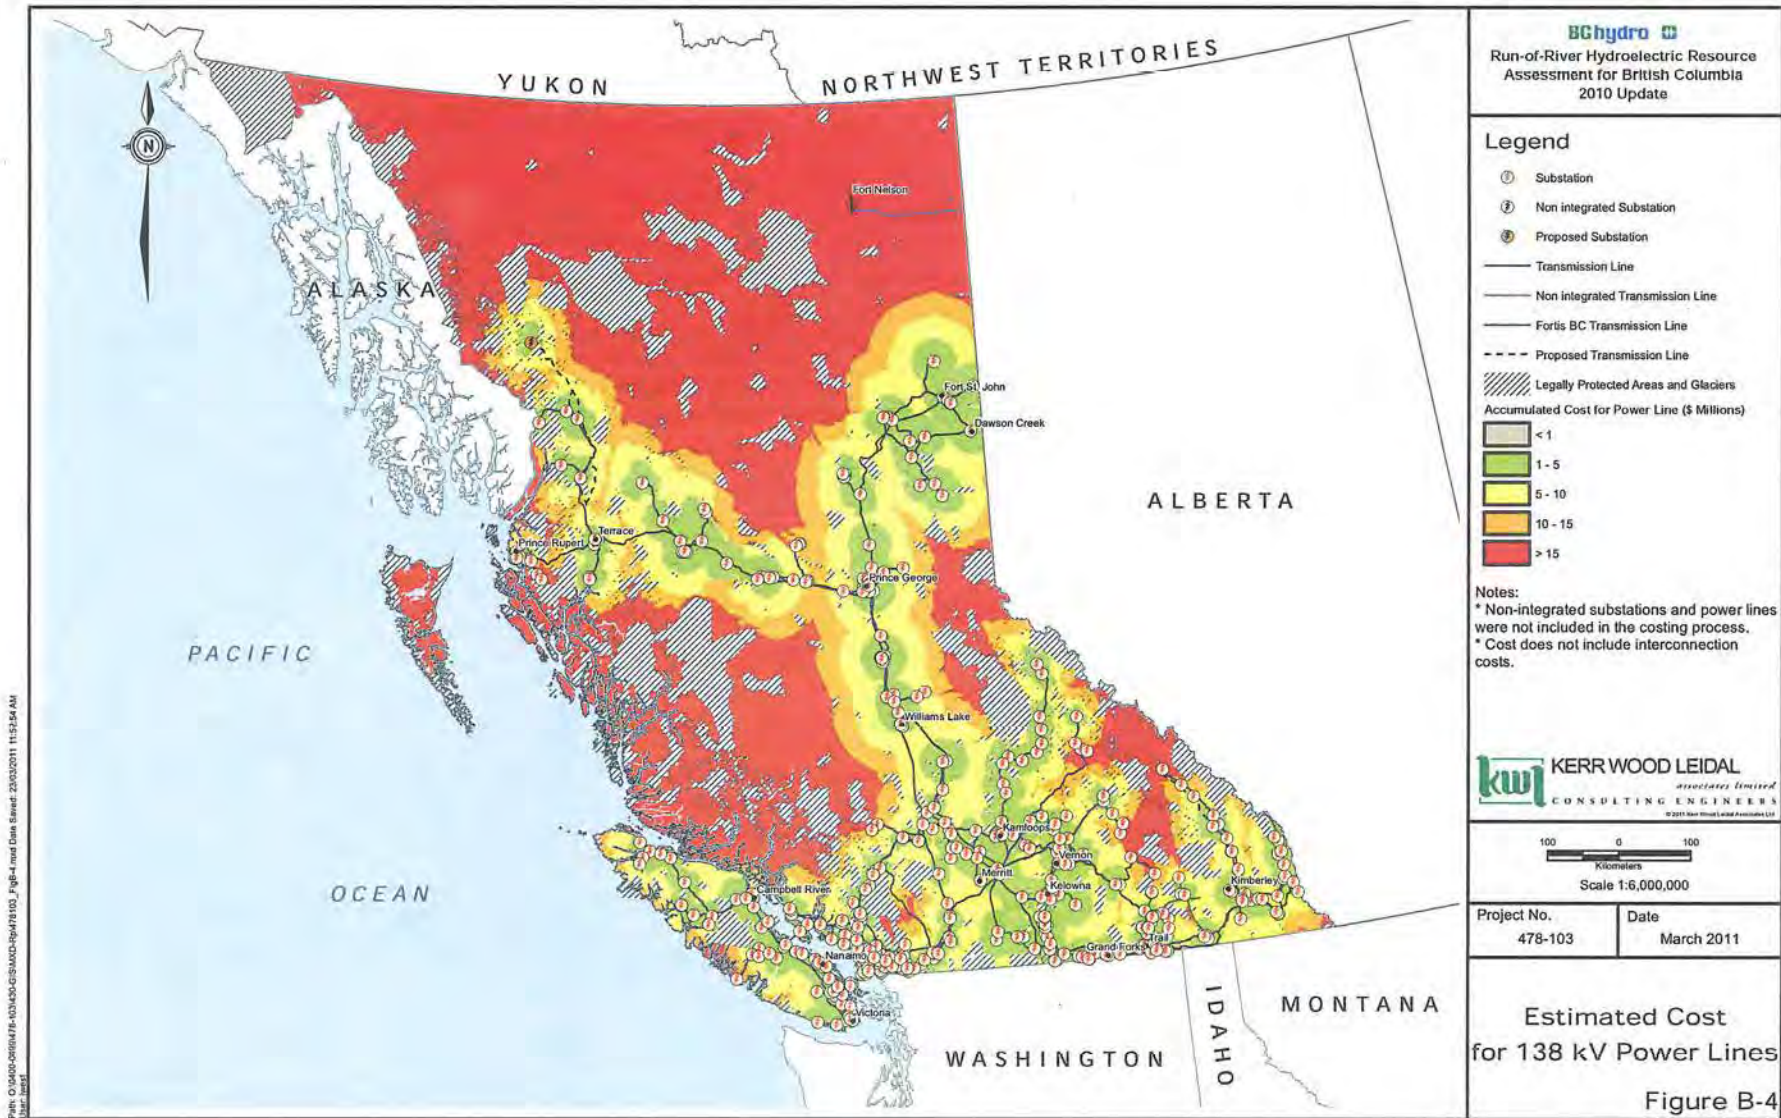 YUKON
NORTHWEST TERRITORIES
N
Fort Nelson
ALASKA
Fort St. John
Dawson Creek
ALBERTA
Terrace
Prince Rupert
Prince George
PACIFIC
Williams Lake
OCEAN
Kamloops
Vernon
Merritt
Kelowna
Kimberley
Campbell River
Nanaimo
Grand Forks
Trail
Victoria
WASHINGTON
IDAHO
MONTANA
BChydro
Run-of-River Hydroelectric Resource
Assessment for British Columbia
2010 Update
Legend
Substation
Non integrated Substation
Proposed Substation
Transmission Line
Non integrated Transmission Line
Fortis BC Transmission Line
Proposed Transmission Line
Legally Protected Areas and Glaciers
Accumulated Cost for Power Line ($ Millions)
< 1
1 - 5
5 - 10
10 - 15
> 15
Notes:
* Non-integrated substations and power lines
were not included in the costing process.
* Cost does not include interconnection
costs.
kwl
KERR WOOD LEIDAL
associates limited
CONSULTING ENGINEERS
© 2011 Kerr Wood Leidal Associates Ltd.
100 0 100
Kilometers
Scale 1:6,000,000
Project No.
478-103
Date
March 2011
Estimated Cost
for 138 kV Power Lines
Figure B-4